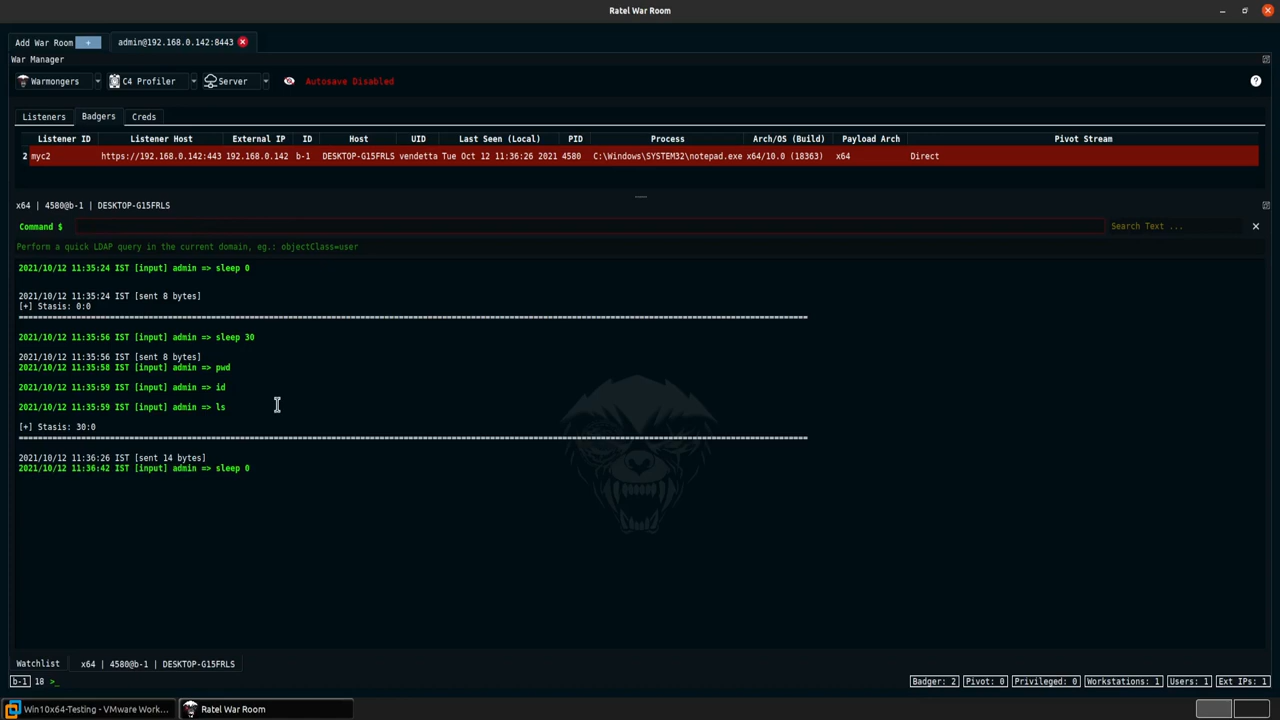 Ratel War Room
Add War Room +
admin@192.168.0.142:8443
War Manager
Warmongers C4 Profiler Server Autosave Disabled
Listeners Badgers Creds
Listener ID Listener Host External IP ID Host UID Last Seen (Local) PID Process Arch/OS (Build) Payload Arch Pivot Stream
2 myc2 https://192.168.0.142:443 192.168.0.142 b-1 DESKTOP-G15FRLS vendetta Tue Oct 12 11:36:26 2021 4580 C:\Windows\SYSTEM32\notepad.exe x64/10.0 (18363) x64 Direct
x64 | 4580@b-1 | DESKTOP-G15FRLS
Command $ Search Text ...
Perform a quick LDAP query in the current domain, eg.: objectClass=user
2021/10/12 11:35:24 IST [input] admin => sleep 0
2021/10/12 11:35:24 IST [sent 8 bytes]
[+] Stasis: 0:0
2021/10/12 11:35:56 IST [input] admin => sleep 30
2021/10/12 11:35:56 IST [sent 8 bytes]
2021/10/12 11:35:58 IST [input] admin => pwd
2021/10/12 11:35:59 IST [input] admin => id
2021/10/12 11:35:59 IST [input] admin => ls
[+] Stasis: 30:0
2021/10/12 11:36:26 IST [sent 14 bytes]
2021/10/12 11:36:42 IST [input] admin => sleep 0
Watchlist x64 | 4580@b-1 | DESKTOP-G15FRLS
b-1 18 >_ Badger: 2 Pivot: 0 Privileged: 0 Workstations: 1 Users: 1 Ext IPs: 1
Win10x64-Testing - VMware Work... Ratel War Room